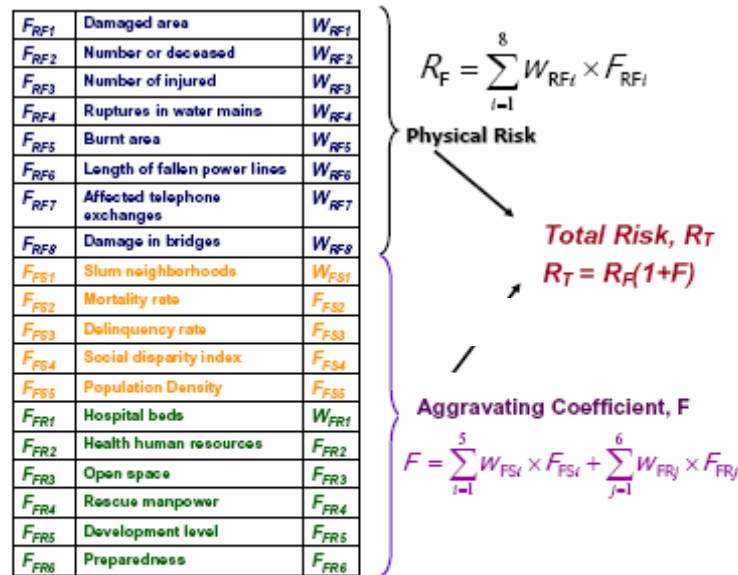 F_RF1 Damaged area W_RF1
F_RF2 Number or deceased W_RF2
F_RF3 Number of injured W_RF3
F_RF4 Ruptures in water mains W_RF4
F_RF5 Burnt area W_RF5
F_RF6 Length of fallen power lines W_RF6
F_RF7 Affected telephone W_RF7
exchanges
F_RF8 Damage in bridges W_RF8
F_FS1 Slum neighborhoods W_FS1
F_FS2 Mortality rate F_FS2
F_FS3 Delinquency rate F_FS3
F_FS4 Social disparity index F_FS4
F_FS5 Population Density F_FS5
F_FR1 Hospital beds W_FR1
F_FR2 Health human resources F_FR2
F_FR3 Open space F_FR3
F_FR4 Rescue manpower F_FR4
F_FR5 Development level F_FR5
F_FR6 Preparedness F_FR6
R_F = ∑_{i=1}^{8} w_RFi × F_RFi
Physical Risk
Total Risk, R_T
R_T = R_F(1+F)
Aggravating Coefficient, F
F = ∑_{i=1}^{5} w_FSi × F_FSi + ∑_{j=1}^{6} w_FRj × F_FRj